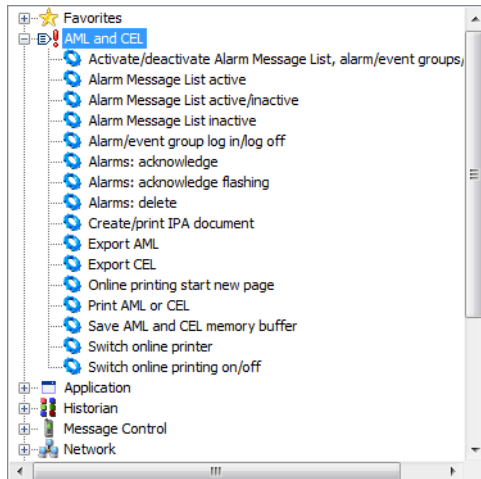 Favorites
AML and CEL
Activate/deactivate Alarm Message List, alarm/event groups,
Alarm Message List active
Alarm Message List active/inactive
Alarm Message List inactive
Alarm/event group log in/log off
Alarms: acknowledge
Alarms: acknowledge flashing
Alarms: delete
Create/print IPA document
Export AML
Export CEL
Online printing start new page
Print AML or CEL
Save AML and CEL memory buffer
Switch online printer
Switch online printing on/off
Application
Historian
Message Control
Network